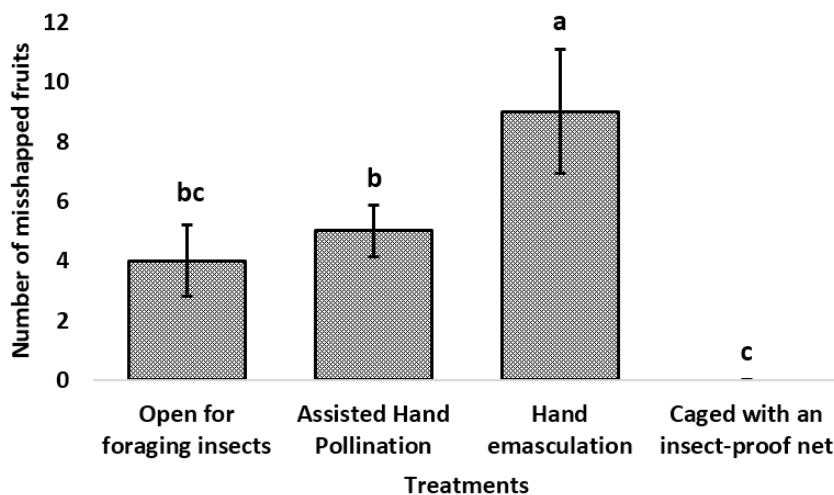 Number of misshapped fruits
12
10
8
6
4
2
0
bc
b
a
c
Open for
foraging insects
Assisted Hand
Pollination
Hand
emasculation
Caged with an
insect-proof net
Treatments